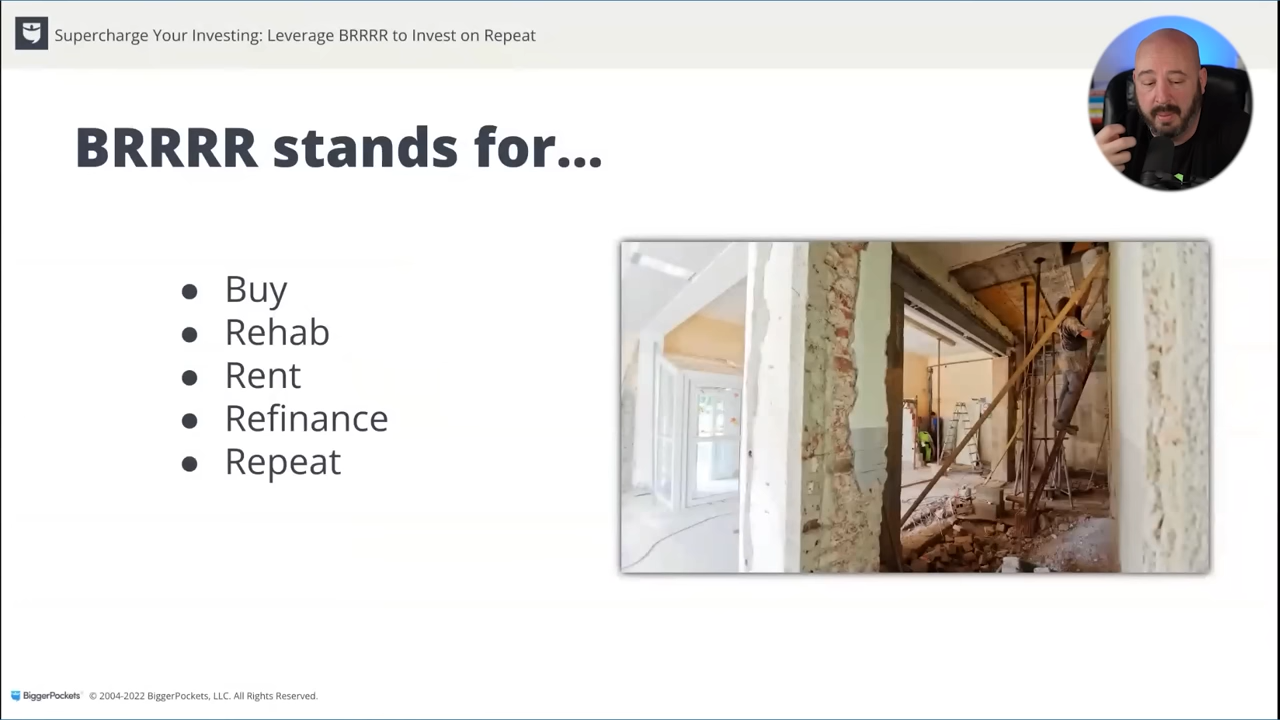 Supercharge Your Investing: Leverage BRRRR to Invest on Repeat
BRRRR stands for...
● Buy
● Rehab
● Rent
● Refinance
● Repeat
BiggerPockets © 2004-2022 BiggerPockets, LLC. All Rights Reserved.